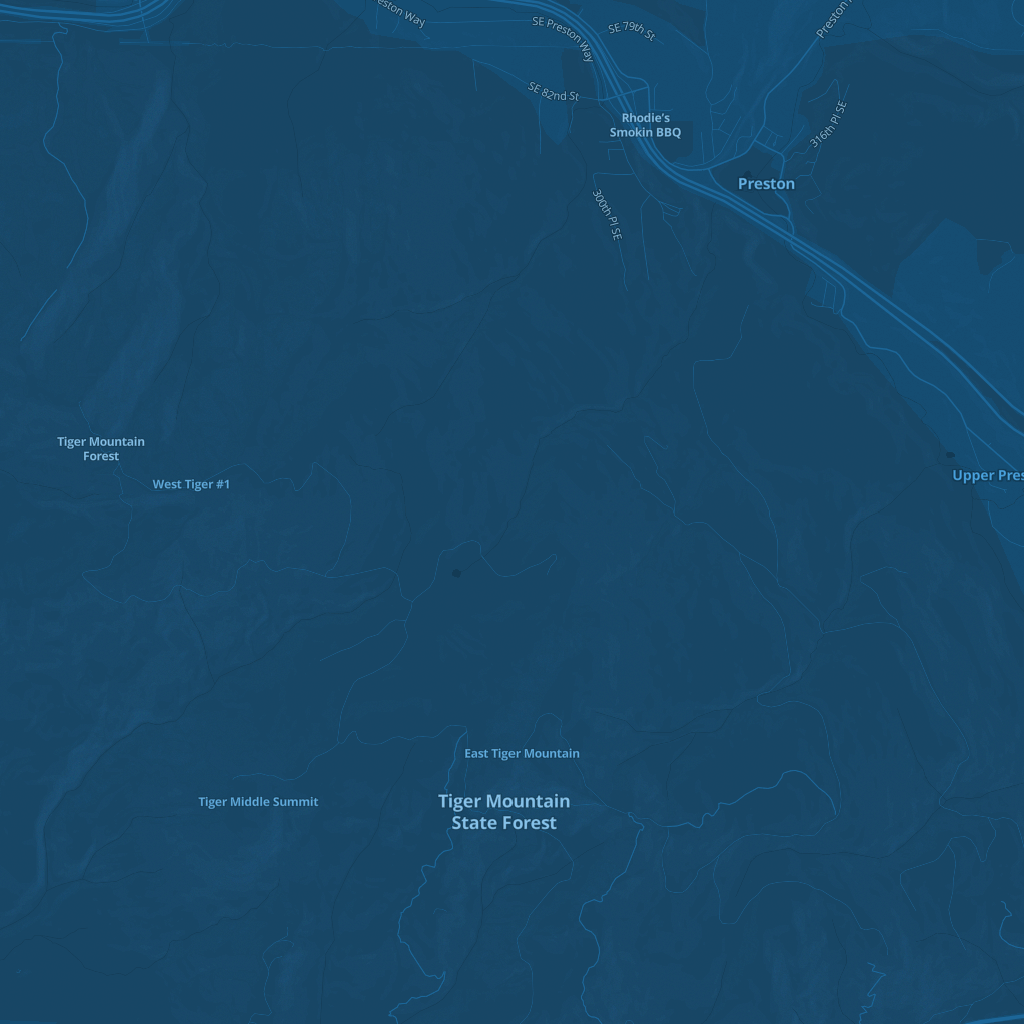 eston Way
SE Preston Way
SE 79th St
Preston
SE 82nd St
Rhodie's
Smokin BBQ
316th Pl SE
Preston
300th Pl SE
Tiger Mountain
Forest
West Tiger #1
Upper Pres
East Tiger Mountain
Tiger Middle Summit
Tiger Mountain
State Forest